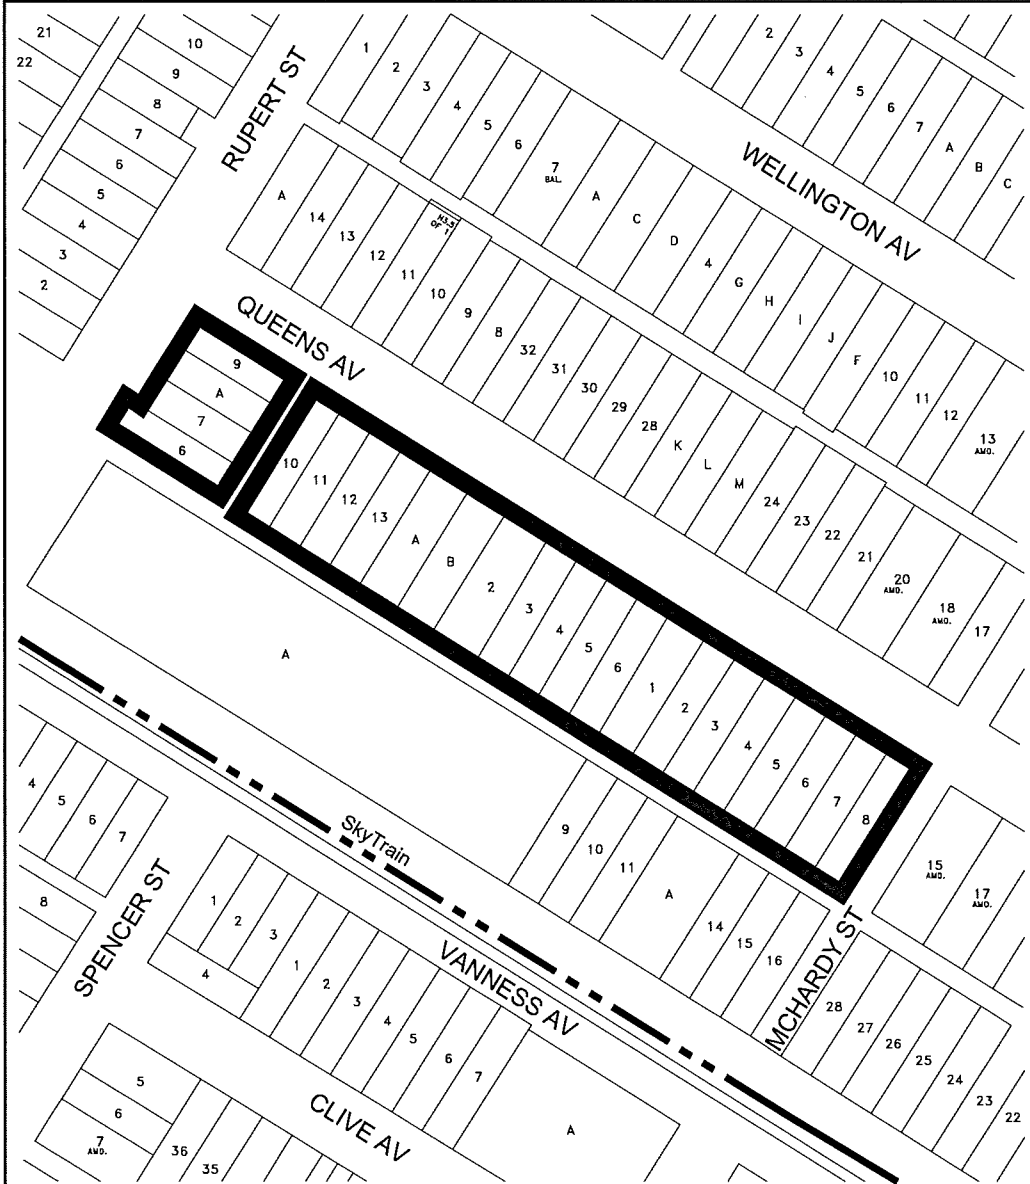 21
22
10
9
8
7
6
5
4
3
2
RUPERT ST
1
2
3
4
5
6
7
BAL.
A
C
D
4
G
H
I
J
F
10
11
12
13
AMD.
2
3
4
5
6
7
A
B
C
WELLINGTON AV
A
14
13
12
11
N3.5'
OF 1
10
9
8
32
31
30
29
28
K
L
M
24
23
22
21
20
AMD.
18
AMD.
17
QUEENS AV
9
A
7
6
10
11
12
13
A
B
2
3
4
5
6
1
2
3
4
5
6
7
8
A
9
10
11
A
14
15
16
15
AMD.
17
AMD.
MCHARDY ST
28
27
26
25
24
23
22
SkyTrain
4
5
6
7
8
SPENCER ST
1
2
3
4
1
2
3
4
5
6
7
VANNESS AV
CLIVE AV
5
6
7
AMD.
36
35
A